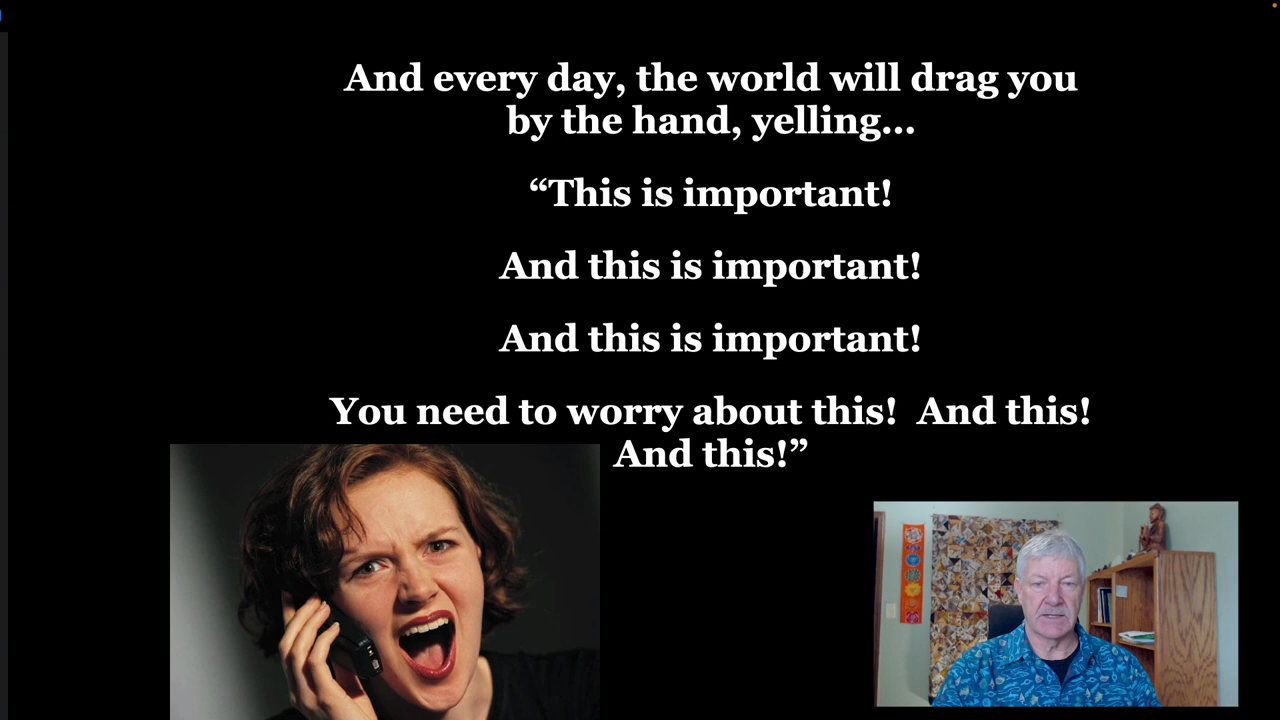 And every day, the world will drag you
by the hand, yelling...
“This is important!
And this is important!
And this is important!
You need to worry about this!  And this!
And this!”